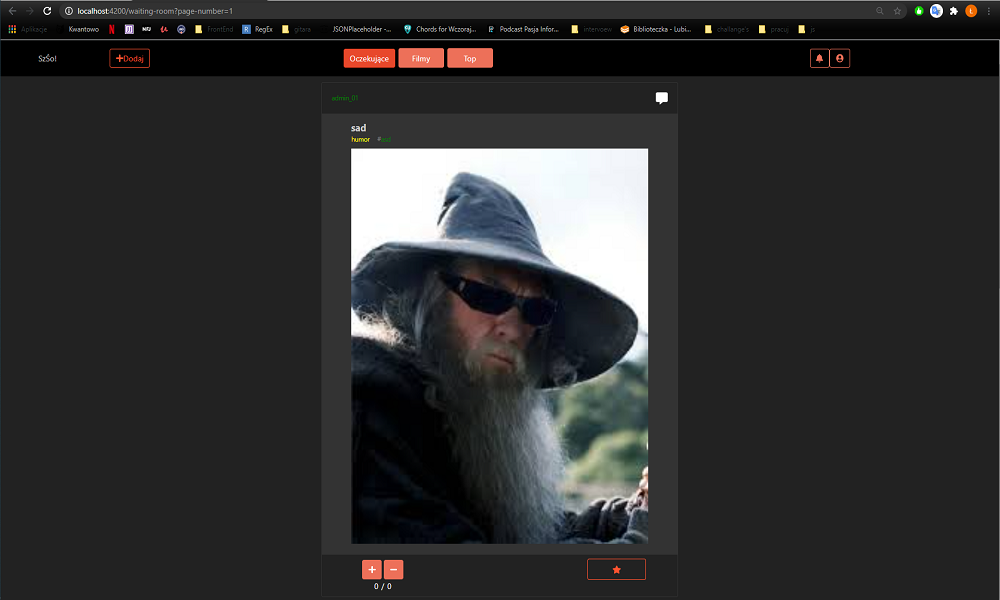 localhost:4200/waiting-room?page-number=1
Aplikacje Kwantowo N m FrontEnd R RegEx gitara JSONPlaceholder -... Chords for Wczoraj... Podcast Pasja Infor... interview Biblioteczka - Lubi... challange's pracuj js
SzŚoł +Dodaj Oczekujące Filmy Top
admin_01
sad
humor #sad
+ −
0 / 0